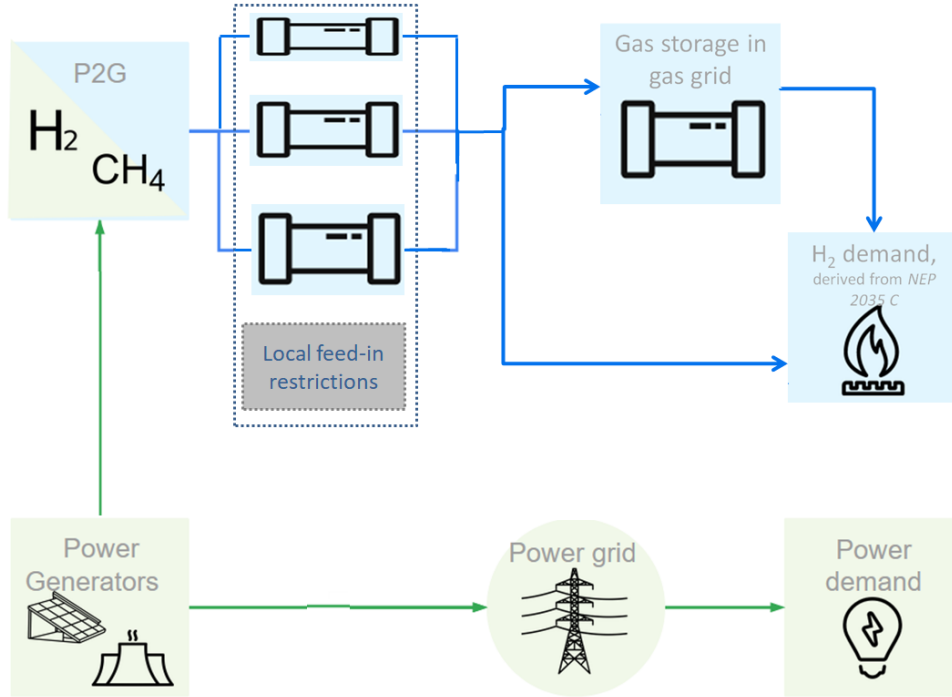 P2G
H₂
CH₄
Local feed-in
restrictions
Gas storage in
gas grid
H₂ demand,
derived from NEP
2035 C
Power
Generators
Power grid
Power
demand